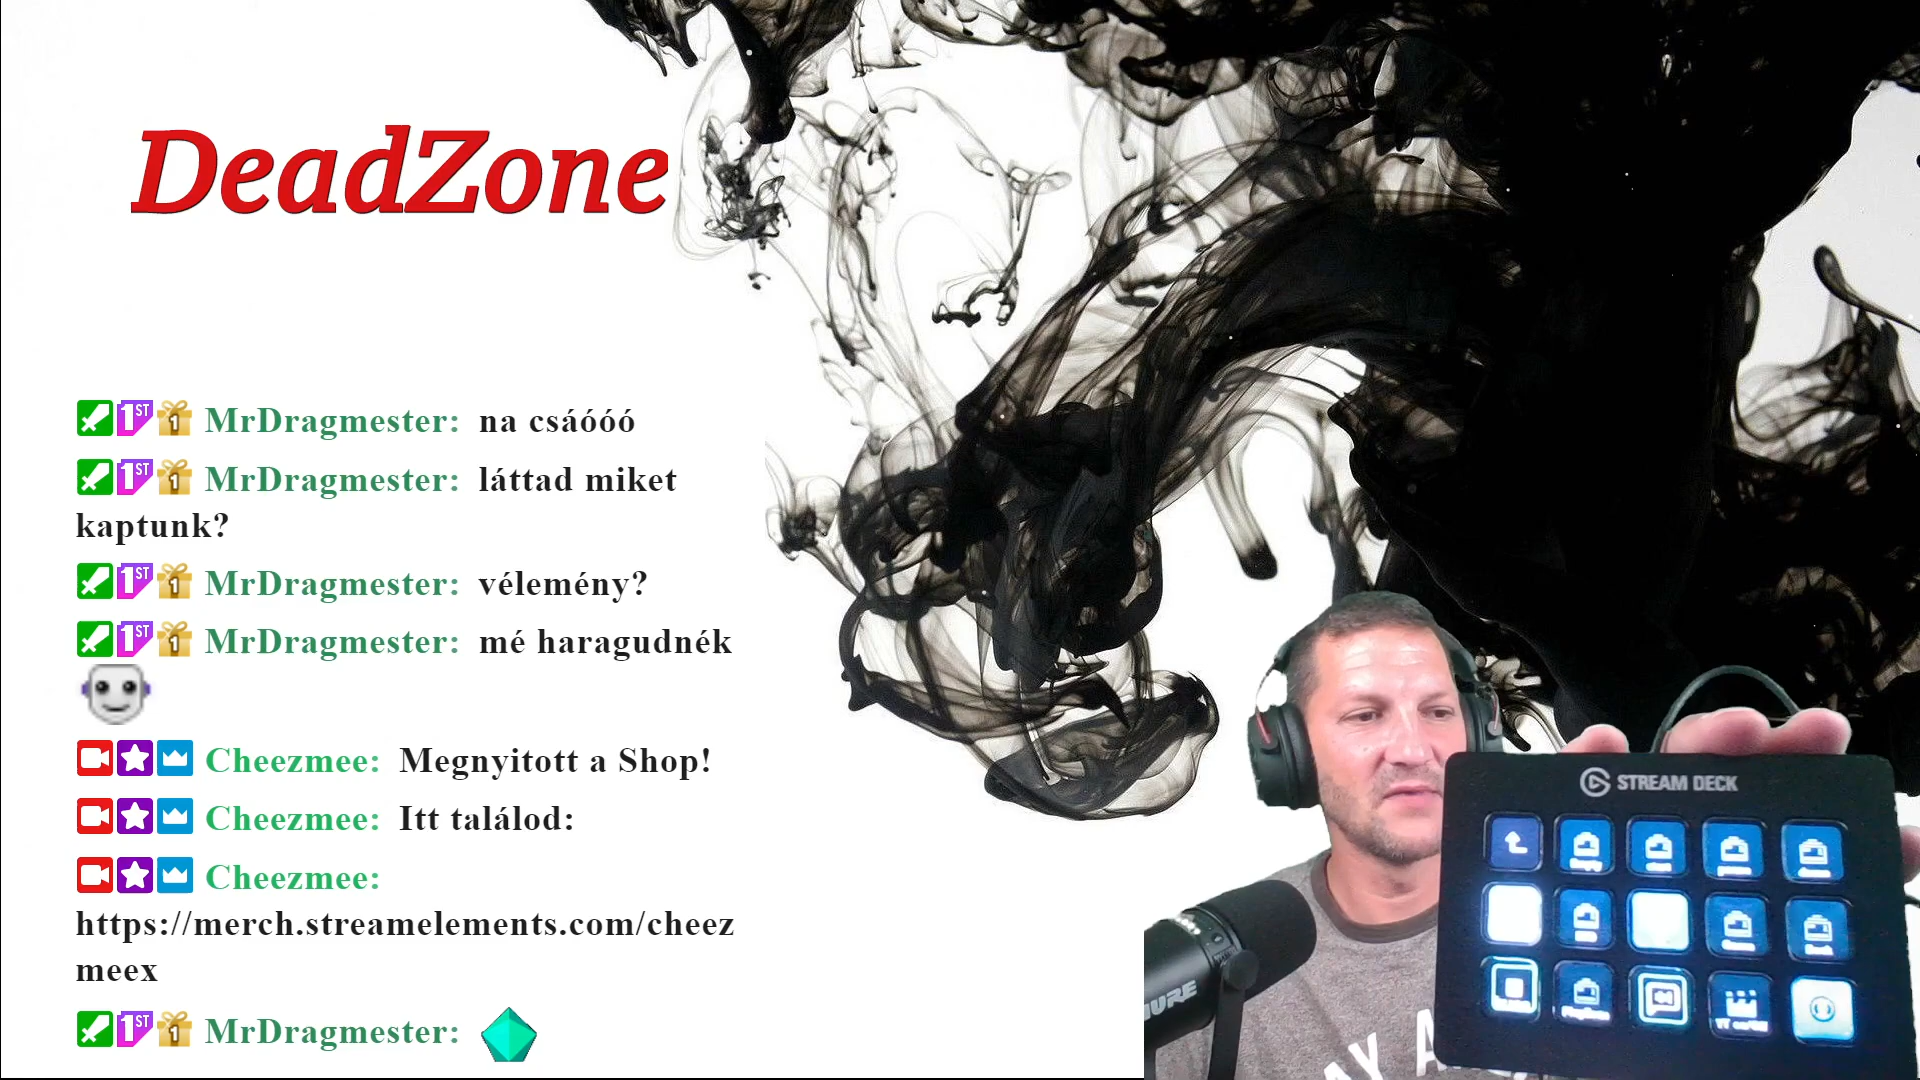 DeadZone
MrDragmester: na csáóóó
MrDragmester: láttad miket
kaptunk?
MrDragmester: vélemény?
MrDragmester: mé haragudnék
Cheezmee: Megnyitott a Shop!
Cheezmee: Itt találod:
Cheezmee:
https://merch.streamelements.com/cheez
meex
MrDragmester:
STREAM DECK